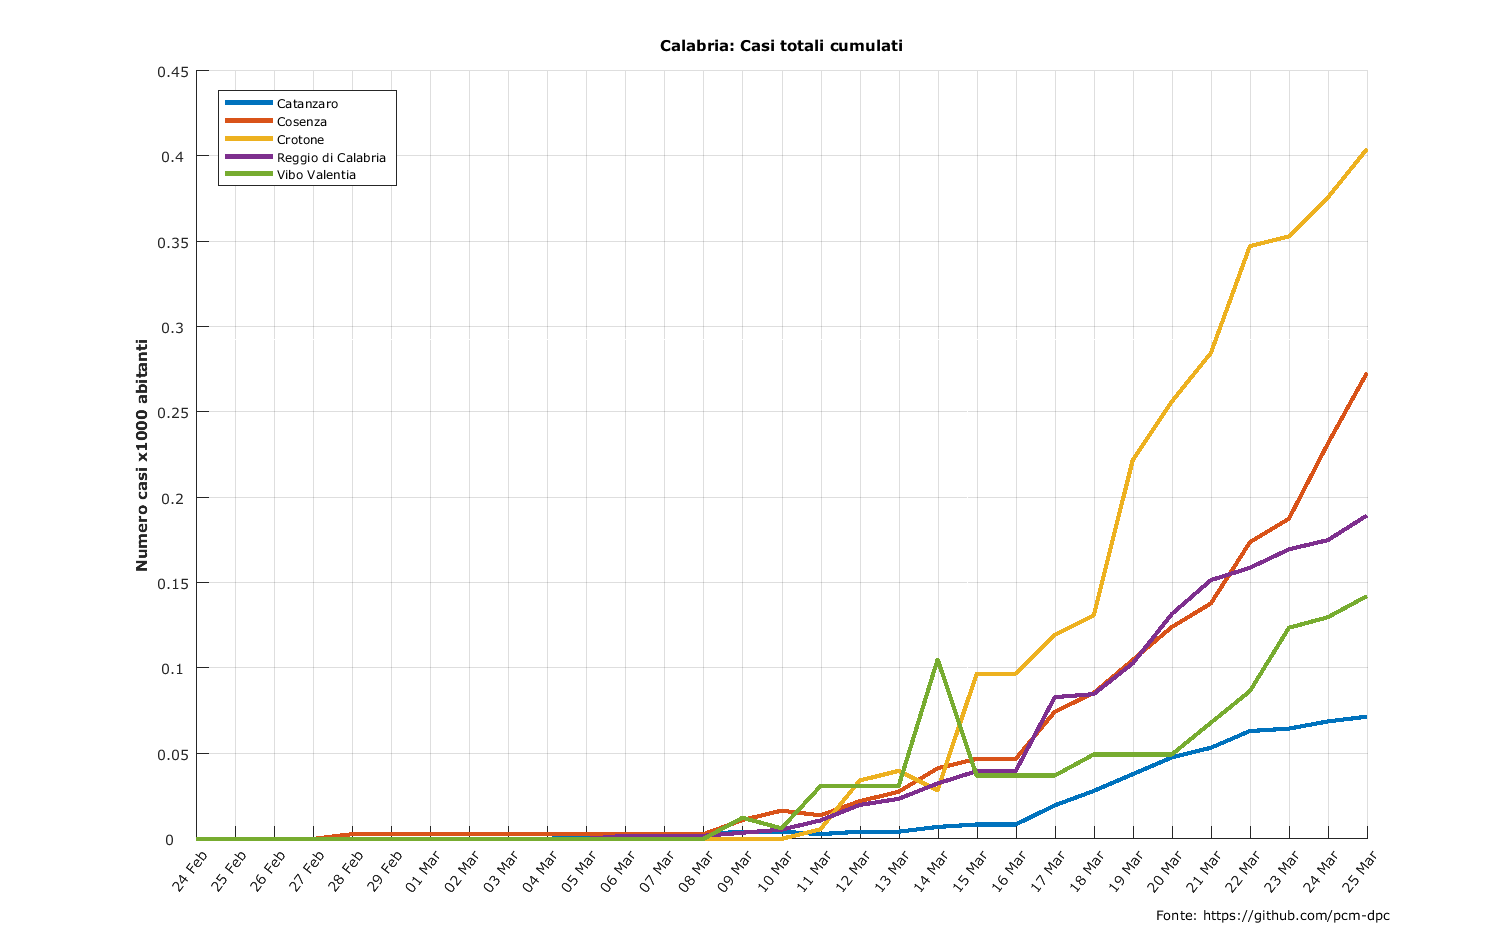 Calabria: Casi totali cumulati
Numero casi x1000 abitanti
0.45
0.4
0.35
0.3
0.25
0.2
0.15
0.1
0.05
0
Catanzaro
Cosenza
Crotone
Reggio di Calabria
Vibo Valentia
24 Feb
25 Feb
26 Feb
27 Feb
28 Feb
29 Feb
01 Mar
02 Mar
03 Mar
04 Mar
05 Mar
06 Mar
07 Mar
08 Mar
09 Mar
10 Mar
11 Mar
12 Mar
13 Mar
14 Mar
15 Mar
16 Mar
17 Mar
18 Mar
19 Mar
20 Mar
21 Mar
22 Mar
23 Mar
24 Mar
25 Mar
Fonte: https://github.com/pcm-dpc